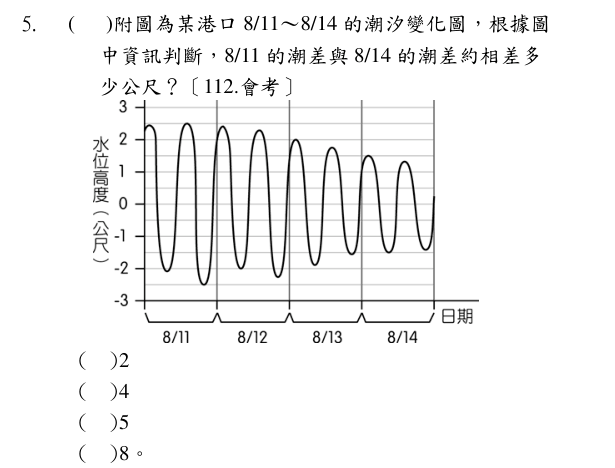 5. ( )附圖為某港口 8/11～8/14 的潮汐變化圖，根據圖
中資訊判斷，8/11 的潮差與 8/14 的潮差約相差多
少公尺？〔112.會考〕
3
2
1
0
-1
-2
-3
水位高度（公尺）
日期
8/11 8/12 8/13 8/14
( )2
( )4
( )5
( )8。